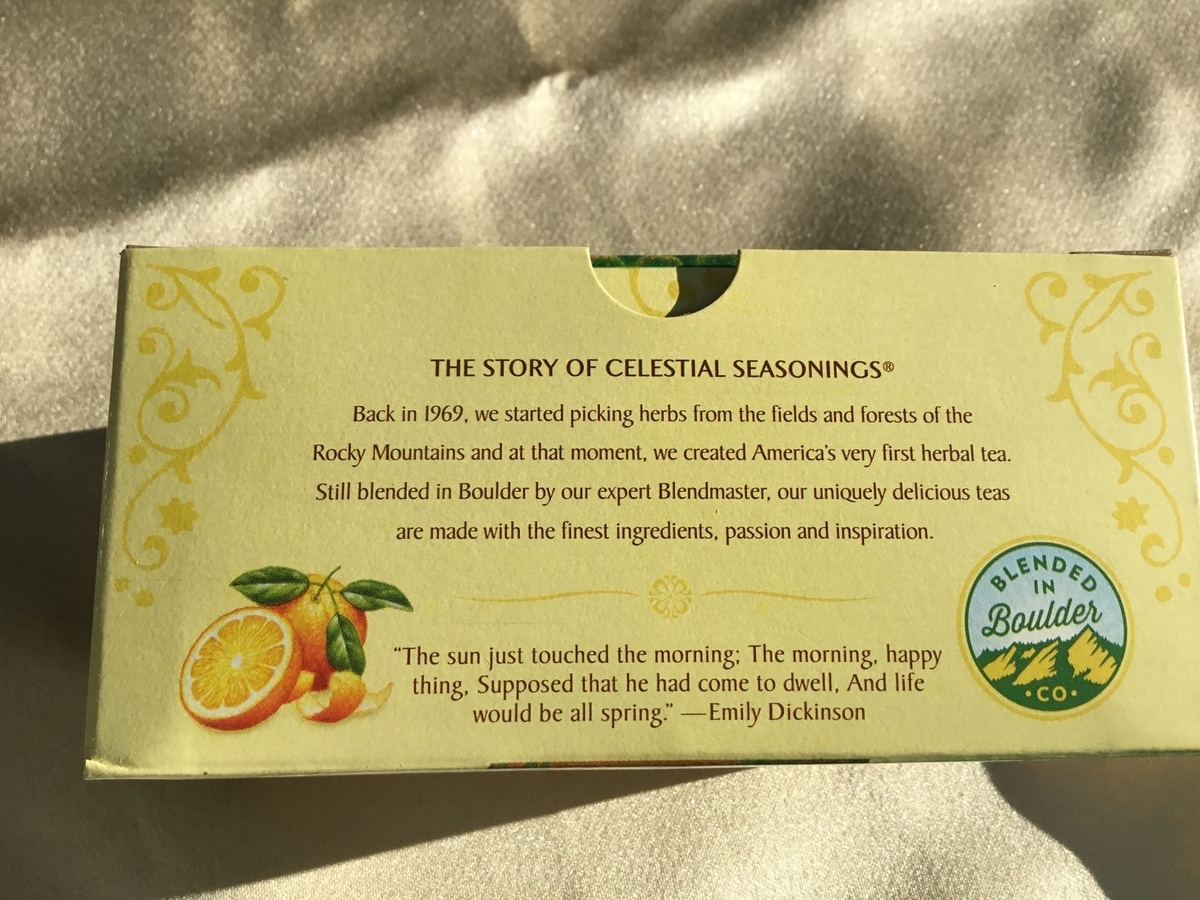 THE STORY OF CELESTIAL SEASONINGS®
Back in 1969, we started picking herbs from the fields and forests of the
Rocky Mountains and at that moment, we created America's very first herbal tea.
Still blended in Boulder by our expert Blendmaster, our uniquely delicious teas
are made with the finest ingredients, passion and inspiration.
"The sun just touched the morning; The morning, happy
thing, Supposed that he had come to dwell, And life
would be all spring." —Emily Dickinson
BLENDED
IN
Boulder
·CO·